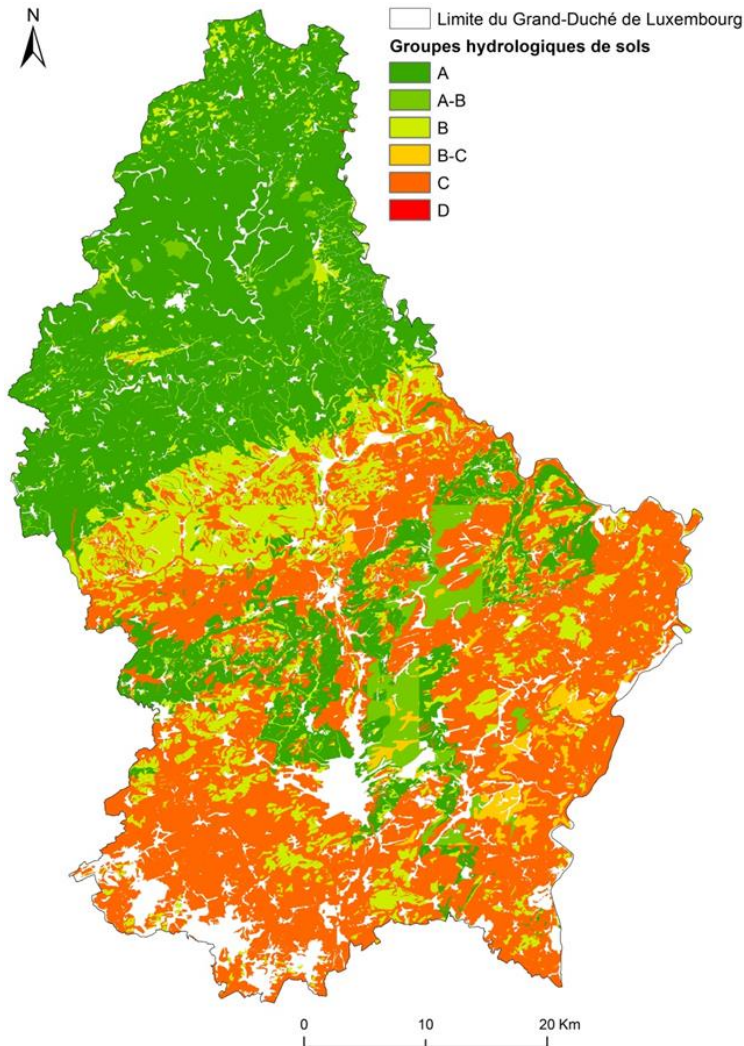 N
Limite du Grand-Duché de Luxembourg
Groupes hydrologiques de sols
A
A-B
B
B-C
C
D
0 10 20 Km